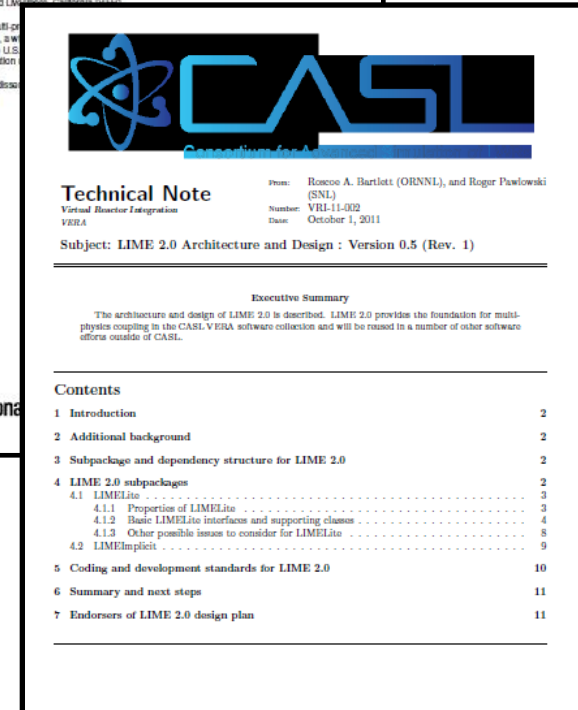 CASL
Technical Note
Virtual Reactor Integration
VERA
From: Roscoe A. Bartlett (ORNNL), and Roger Pawlowski
(SNL)
Number: VRI-11-002
Date: October 1, 2011
Subject: LIME 2.0 Architecture and Design : Version 0.5 (Rev. 1)
Executive Summary
The architecture and design of LIME 2.0 is described. LIME 2.0 provides the foundation for multi-
physics coupling in the CASL VERA software collection and will be reused in a number of other software
efforts outside of CASL.
Contents
1 Introduction 2
2 Additional background 2
3 Subpackage and dependency structure for LIME 2.0 2
4 LIME 2.0 subpackages 2
4.1 LIMELite 3
4.1.1 Properties of LIMELite 3
4.1.2 Basic LIMELite interfaces and supporting classes 4
4.1.3 Other possible issues to consider for LIMELite 8
4.2 LIMEImplicit 9
5 Coding and development standards for LIME 2.0 10
6 Summary and next steps 11
7 Endorsers of LIME 2.0 design plan 11